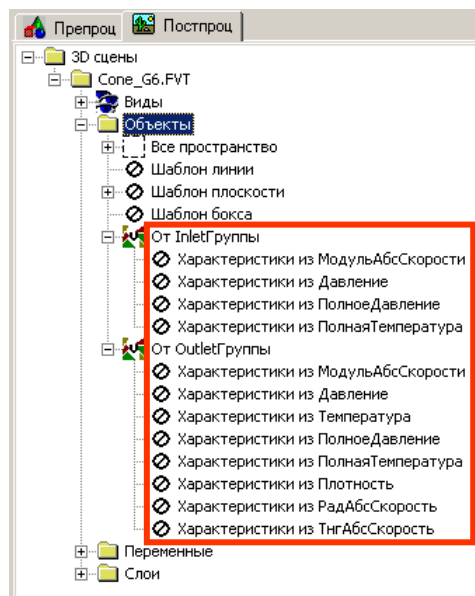 Препроц Постпроц
3D сцены
Cone_G6.FVT
Виды
Объекты
Все пространство
Шаблон линии
Шаблон плоскости
Шаблон бокса
От InletГруппы
Характеристики из МодульАбсСкорости
Характеристики из Давление
Характеристики из ПолноеДавление
Характеристики из ПолнаяТемпература
От OutletГруппы
Характеристики из МодульАбсСкорости
Характеристики из Давление
Характеристики из Температура
Характеристики из ПолноеДавление
Характеристики из ПолнаяТемпература
Характеристики из Плотность
Характеристики из РадАбсСкорость
Характеристики из ТнгАбсСкорость
Переменные
Слои